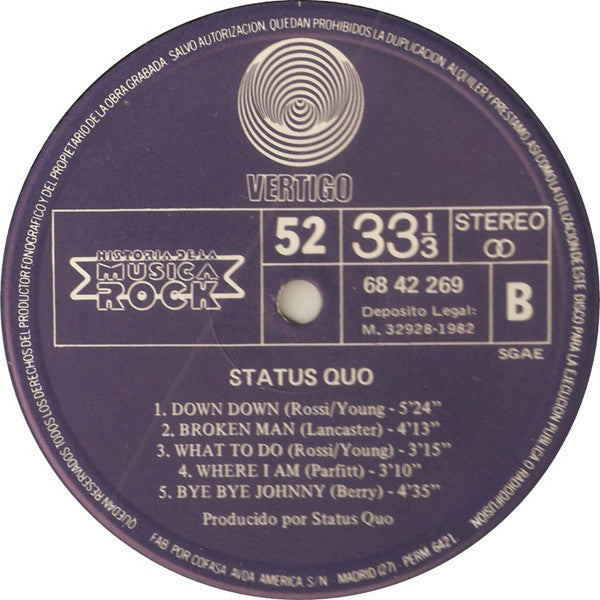 QUEDAN RESERVADOS TODOS LOS DERECHOS DEL PRODUCTOR FONOGRAFICO Y DEL PROPIETARIO DE LA OBRA GRABADA. SALVO AUTORIZACION, QUEDAN PROHIBIDOS LA DUPLICACION, ALQUILER Y PRESTAMO, ASI COMO LA UTILIZACION DE ESTE DISCO PARA LA EJECUCION PUBLICA O RADIODIFUSION
VERTIGO
HISTORIA DE LA
MUSICA
ROCK
52
33 1/3
STEREO
68 42 269
Deposito Legal:
M. 32928-1982
B
SGAE
STATUS QUO
1. DOWN DOWN (Rossi/Young - 5'24"
2. BROKEN MAN (Lancaster) - 4'13"
3. WHAT TO DO (Rossi/Young) - 3'15"
4. WHERE I AM (Parfitt) - 3'10"
5. BYE BYE JOHNNY (Berry) - 4'35"
Producido por Status Quo
FAB. POR COFASA AVDA AMERICA, S/N - MADRID (27) - PERM 6421